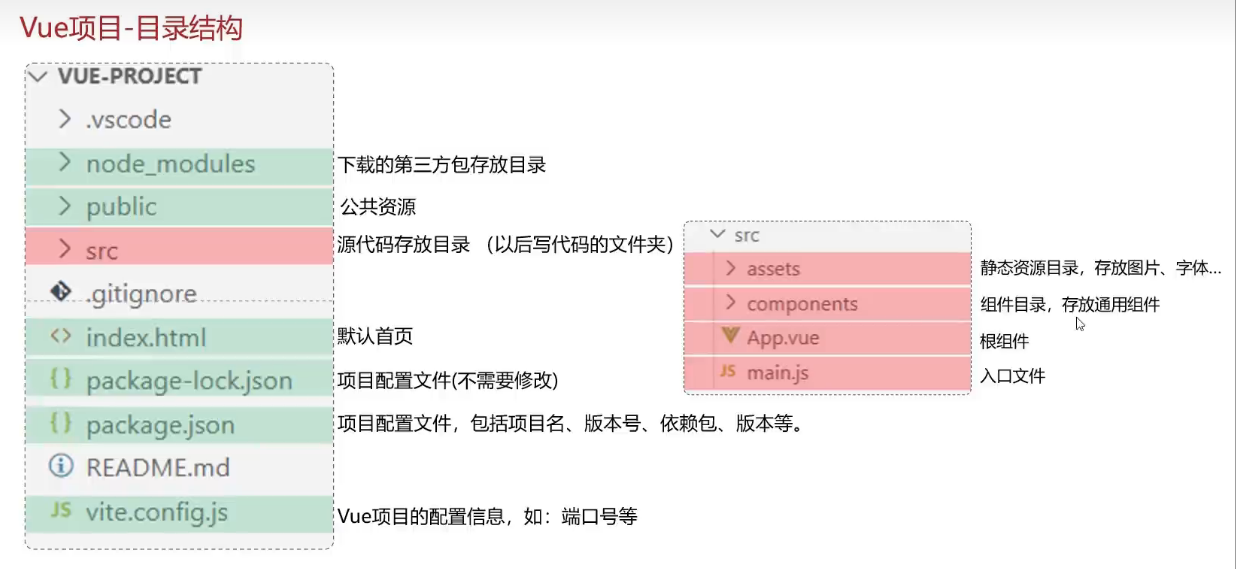 Vue项目-目录结构
VUE-PROJECT
.vscode
node_modules 下载的第三方包存放目录
public 公共资源
src 源代码存放目录 （以后写代码的文件夹）
.gitignore
index.html 默认首页
package-lock.json 项目配置文件(不需要修改)
package.json 项目配置文件，包括项目名、版本号、依赖包、版本等。
README.md
JS vite.config.js Vue项目的配置信息，如：端口号等
src
assets 静态资源目录，存放图片、字体...
components 组件目录，存放通用组件
App.vue 根组件
JS main.js 入口文件